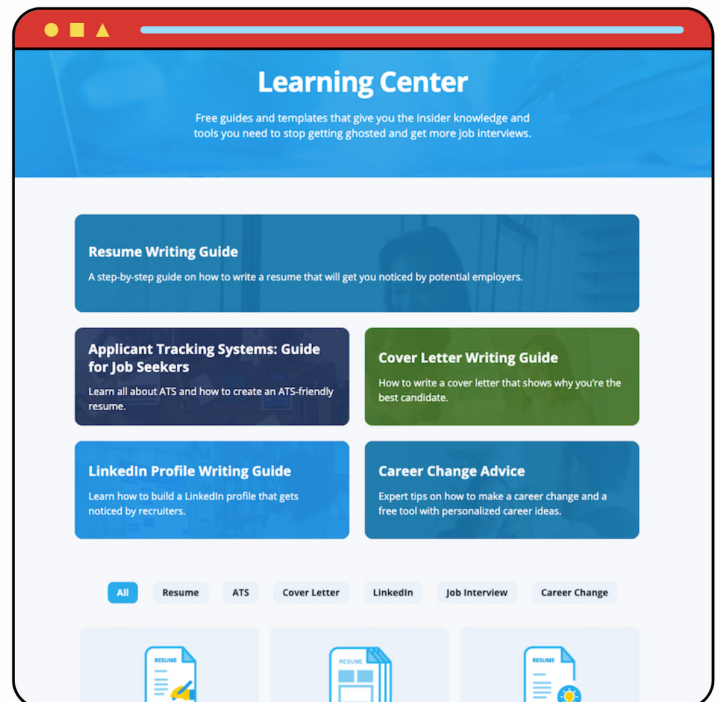 Learning Center
Free guides and templates that give you the insider knowledge and
tools you need to stop getting ghosted and get more job interviews.
Resume Writing Guide
A step-by-step guide on how to write a resume that will get you noticed by potential employers.
Applicant Tracking Systems: Guide
for Job Seekers
Learn all about ATS and how to create an ATS-friendly
resume.
Cover Letter Writing Guide
How to write a cover letter that shows why you're the
best candidate.
LinkedIn Profile Writing Guide
Learn how to build a LinkedIn profile that gets
noticed by recruiters.
Career Change Advice
Expert tips on how to make a career change and a
free tool with personalized career ideas.
All Resume ATS Cover Letter LinkedIn Job Interview Career Change
RESUME RESUME RESUME